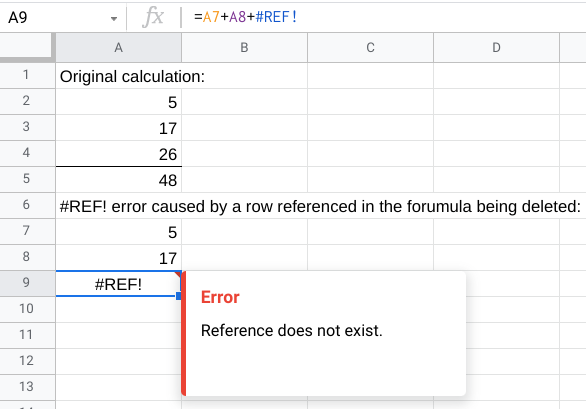 A9 fx =A7+A8+#REF!
A B C D
1 Original calculation:
2 5
3 17
4 26
5 48
6 #REF! error caused by a row referenced in the forumula being deleted:
7 5
8 17
9 #REF!
Error
10
Reference does not exist.
11
12
13